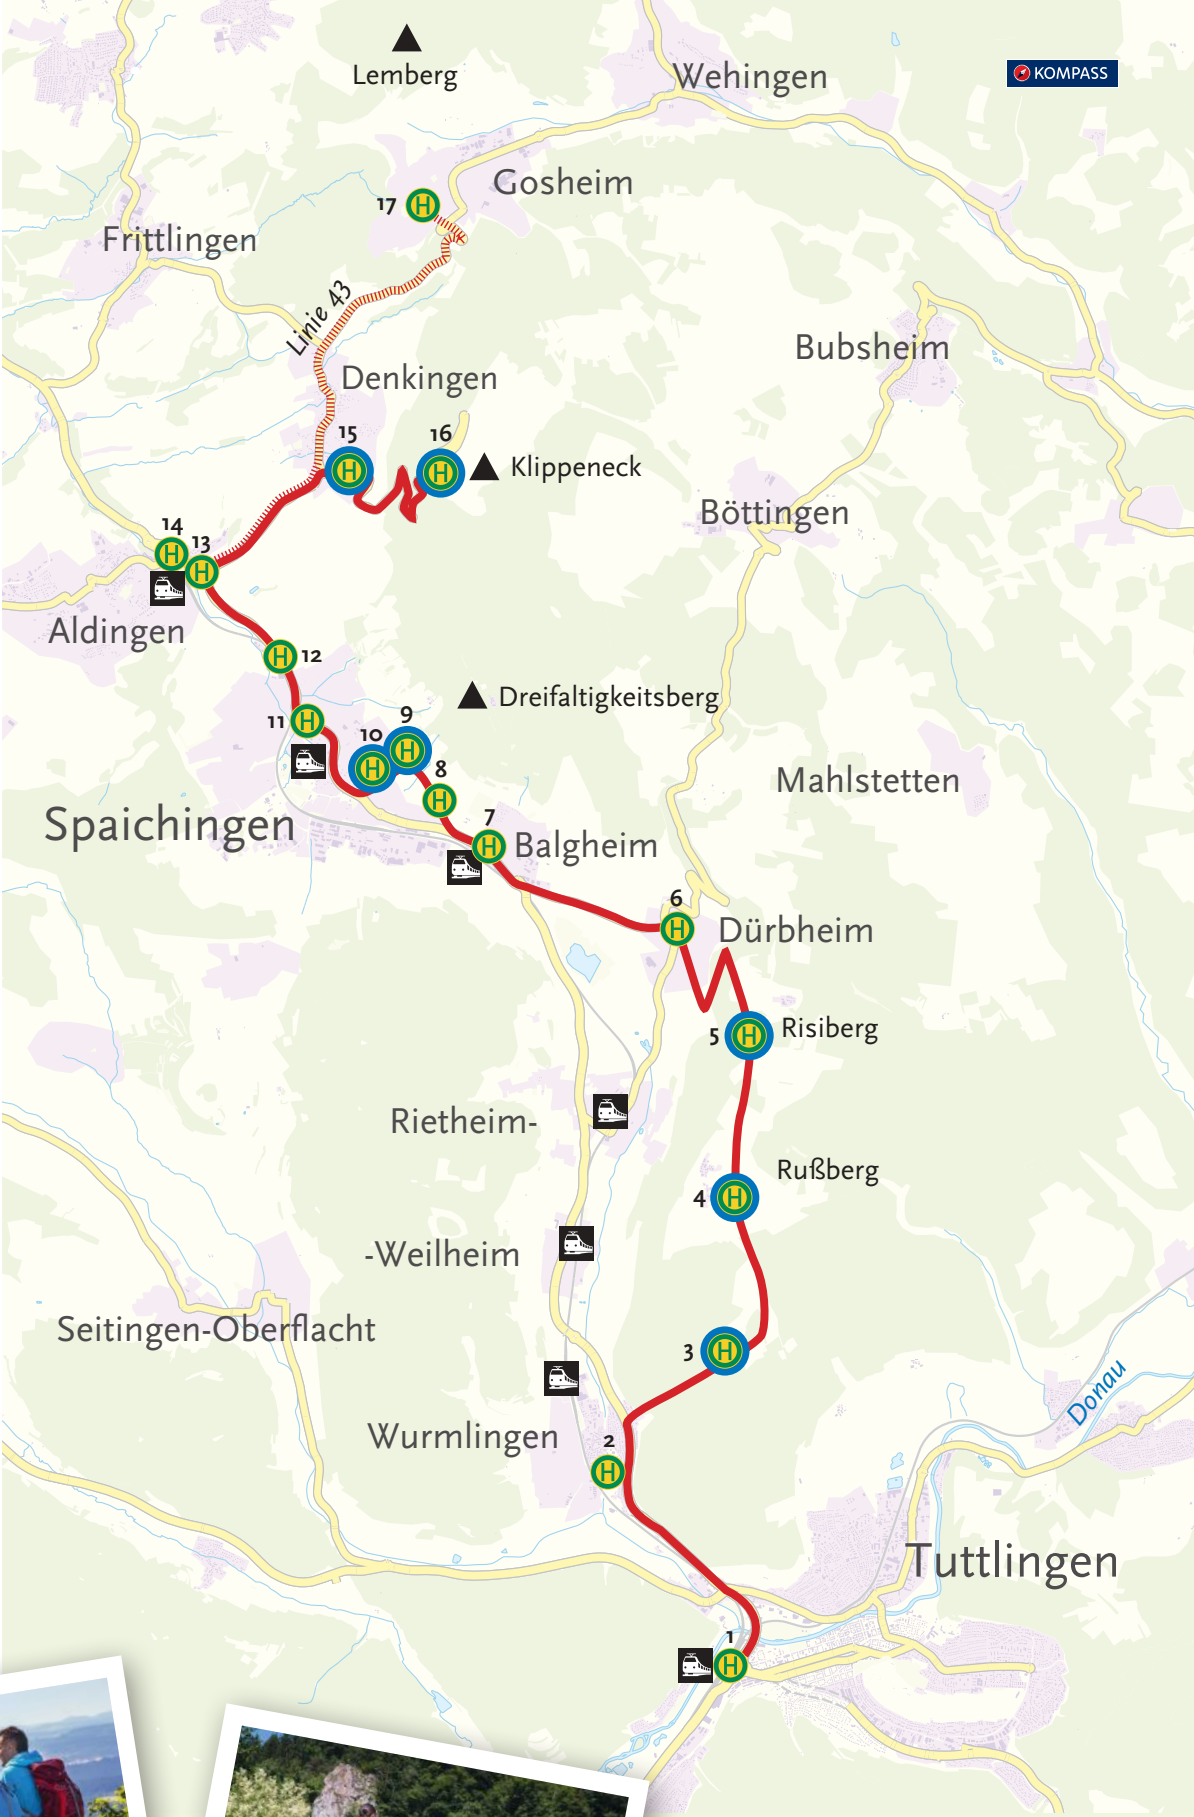 Lemberg
Wehingen
KOMPASS
Gosheim
17 H
Frittlingen
Linie 43
Bubsheim
Denkingen
15
H
16
H
Klippeneck
Böttingen
14
H
13
H
Aldingen
H 12
Dreifaltigkeitsberg
11 H
10
H
9
H
8
H
Mahlstetten
Spaichingen
7
H
Balgheim
6
H
Dürbheim
5 H
Risiberg
Rietheim-
Rußberg
4 H
-Weilheim
Seitingen-Oberflacht
3 H
Donau
Wurmlingen
2
H
Tuttlingen
1
H